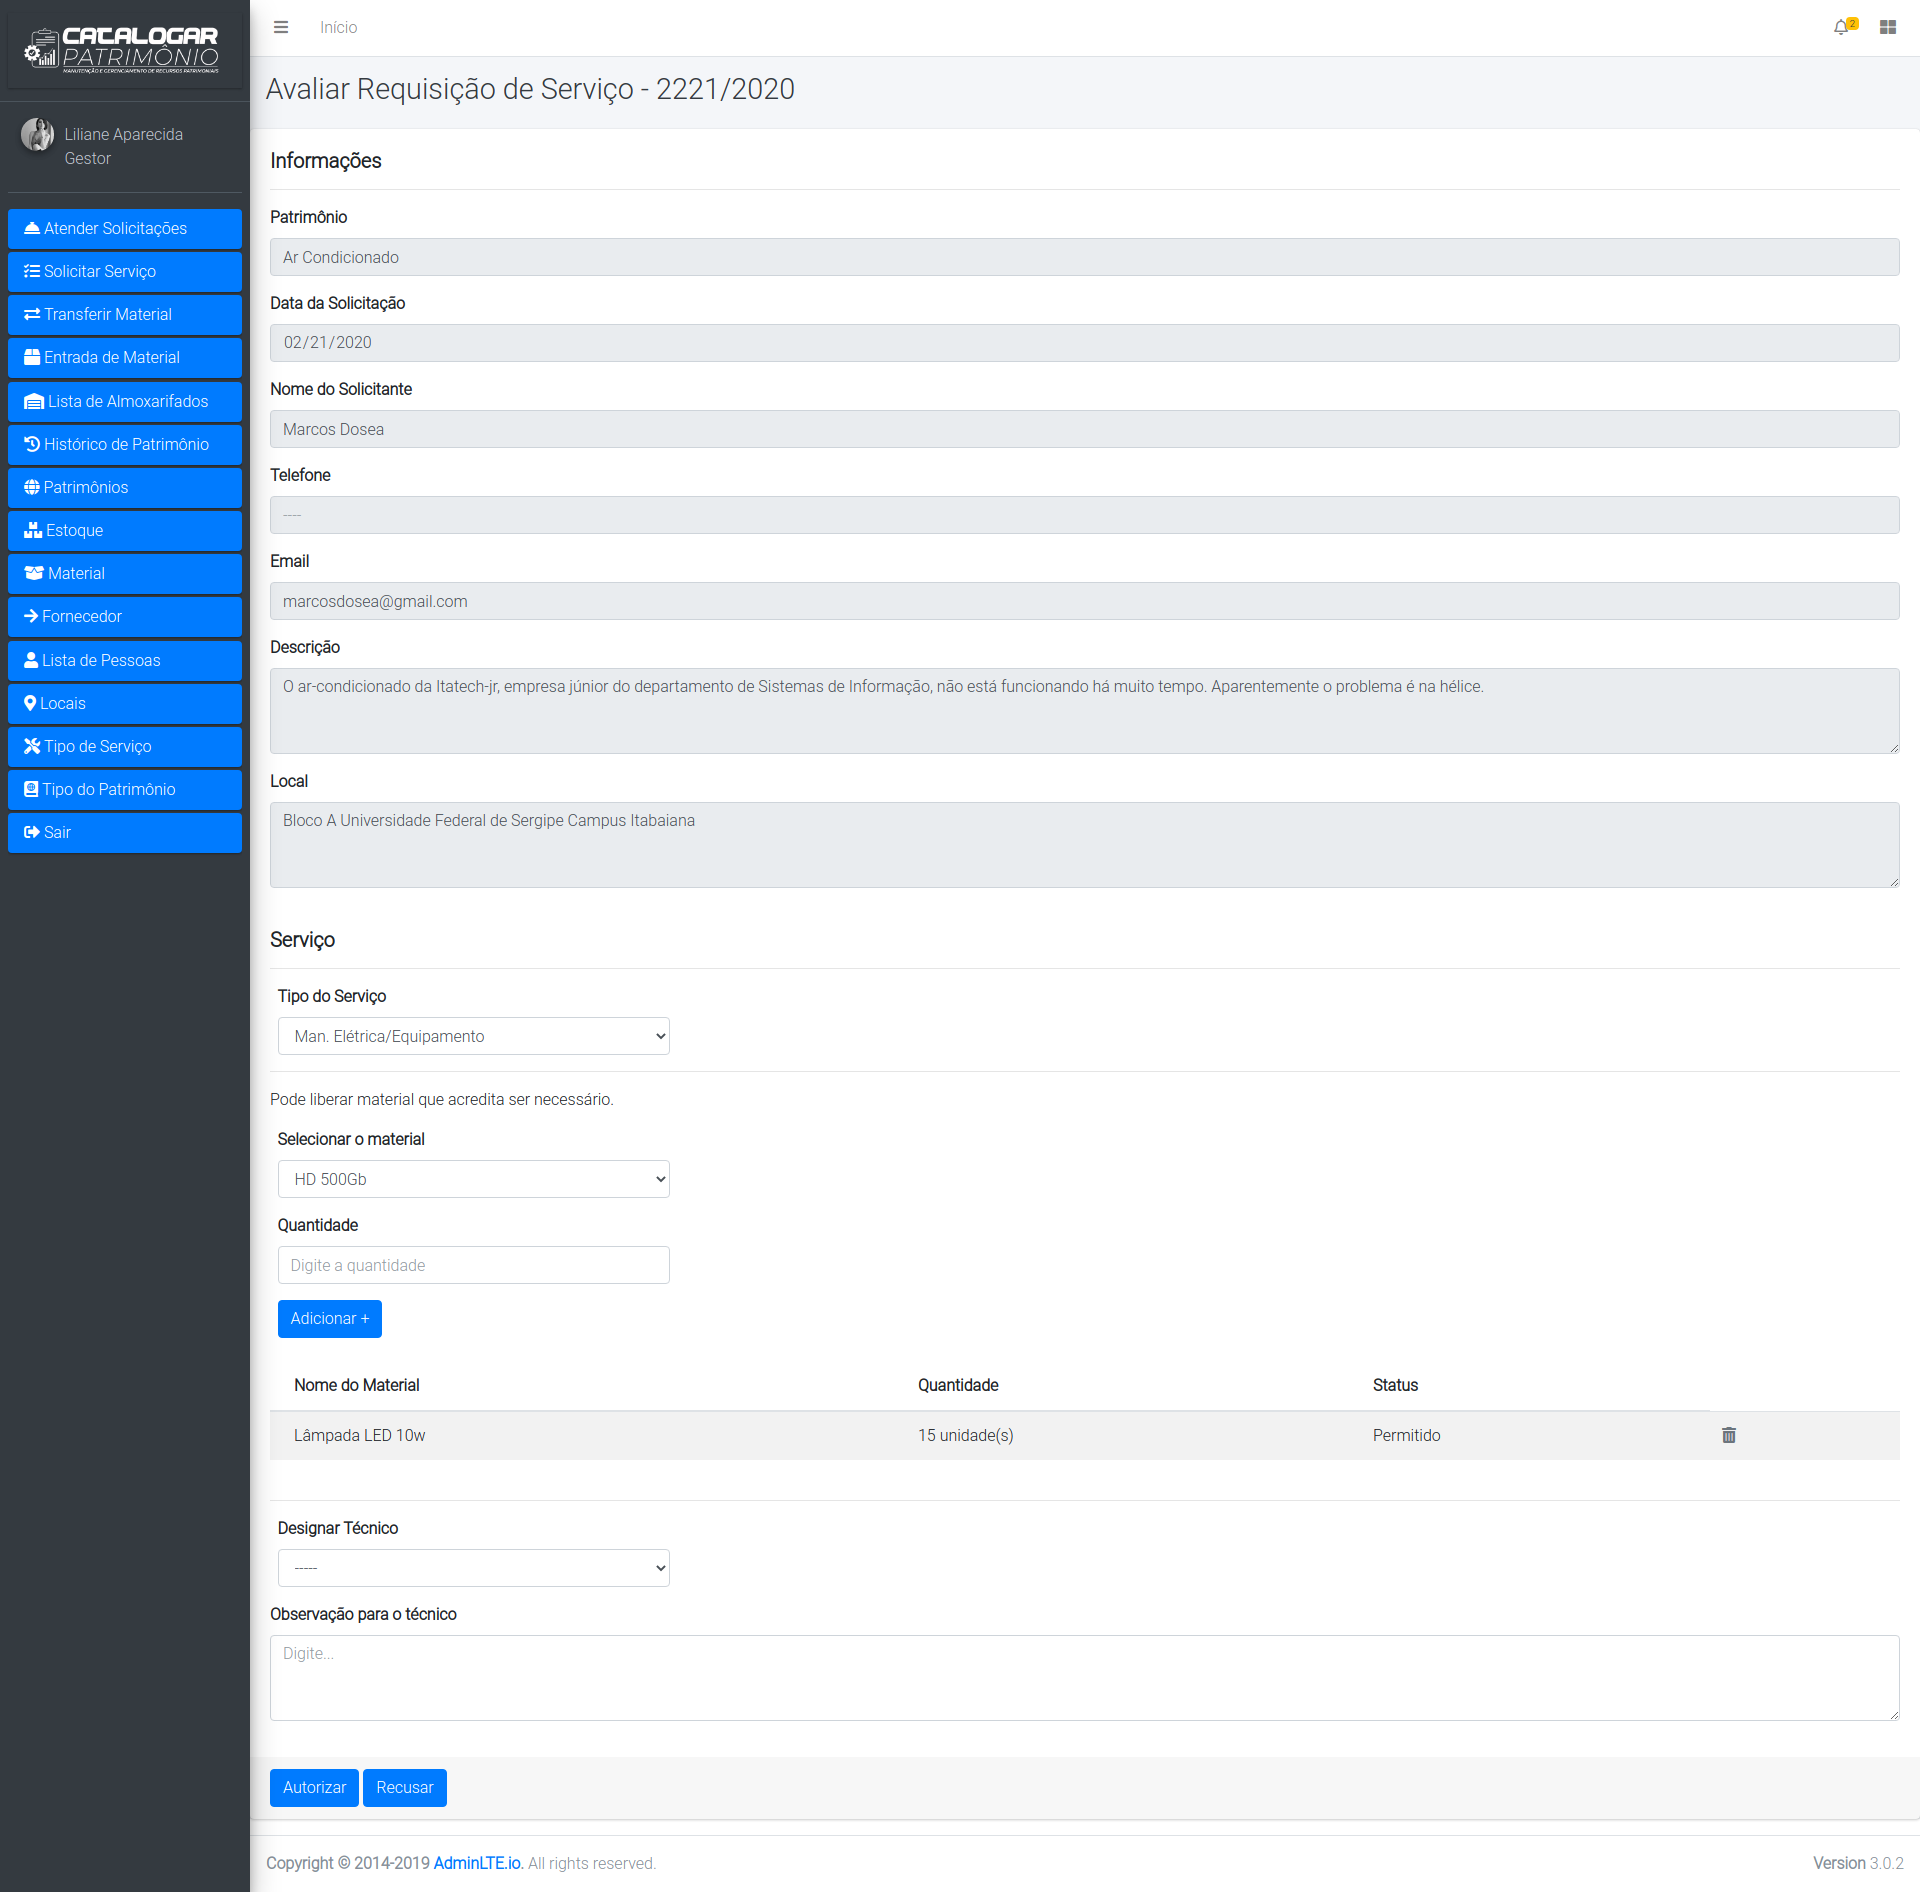 CATALOGAR
PATRIMÔNIO
MANUTENÇÃO E GERENCIAMENTO DE RECURSOS PATRIMONIAIS
Início
2
Avaliar Requisição de Serviço - 2221/2020
Liliane Aparecida
Gestor
Atender Solicitações
Solicitar Serviço
Transferir Material
Entrada de Material
Lista de Almoxarifados
Histórico de Patrimônio
Patrimônios
Estoque
Material
Fornecedor
Lista de Pessoas
Locais
Tipo de Serviço
Tipo do Patrimônio
Sair
Informações
Patrimônio
Ar Condicionado
Data da Solicitação
02/21/2020
Nome do Solicitante
Marcos Dosea
Telefone
----
Email
marcosdosea@gmail.com
Descrição
O ar-condicionado da Itatech-jr, empresa júnior do departamento de Sistemas de Informação, não está funcionando há muito tempo. Aparentemente o problema é na hélice.
Local
Bloco A Universidade Federal de Sergipe Campus Itabaiana
Serviço
Tipo do Serviço
Man. Elétrica/Equipamento
Pode liberar material que acredita ser necessário.
Selecionar o material
HD 500Gb
Quantidade
Digite a quantidade
Adicionar +
Nome do Material Quantidade Status
Lâmpada LED 10w 15 unidade(s) Permitido
Designar Técnico
-----
Observação para o técnico
Digite...
Autorizar Recusar
Copyright © 2014-2019 AdminLTE.io. All rights reserved. Version 3.0.2